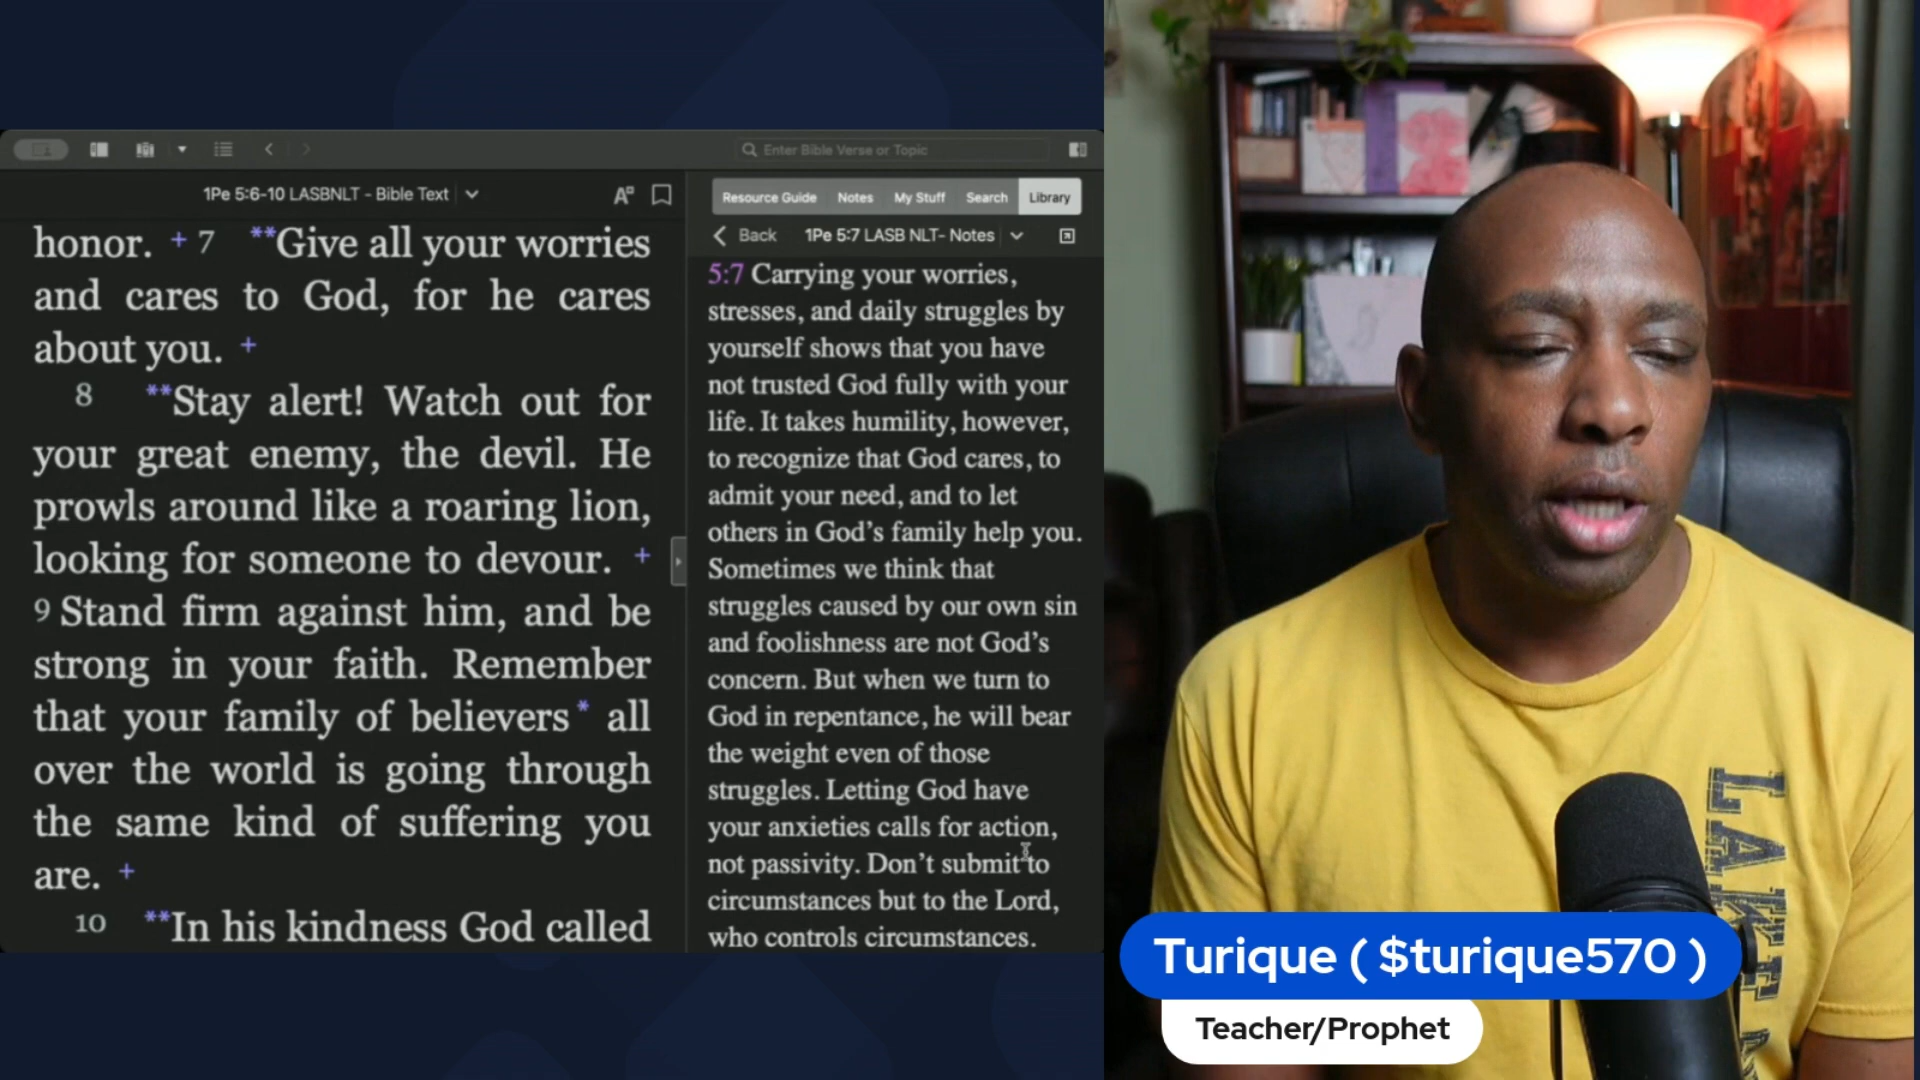 Enter Bible Verse or Topic
1Pe 5:6-10 LASBNLT - Bible Text
honor. + 7 **Give all your worries
and cares to God, for he cares
about you. +
8 **Stay alert! Watch out for
your great enemy, the devil. He
prowls around like a roaring lion,
looking for someone to devour. +
9 Stand firm against him, and be
strong in your faith. Remember
that your family of believers* all
over the world is going through
the same kind of suffering you
are. +
10 **In his kindness God called
Resource Guide Notes My Stuff Search Library
Back 1Pe 5:7 LASB NLT- Notes
5:7 Carrying your worries,
stresses, and daily struggles by
yourself shows that you have
not trusted God fully with your
life. It takes humility, however,
to recognize that God cares, to
admit your need, and to let
others in God's family help you.
Sometimes we think that
struggles caused by our own sin
and foolishness are not God's
concern. But when we turn to
God in repentance, he will bear
the weight even of those
struggles. Letting God have
your anxieties calls for action,
not passivity. Don't submit to
circumstances but to the Lord,
who controls circumstances.
Turique ( $turique570 )
Teacher/Prophet